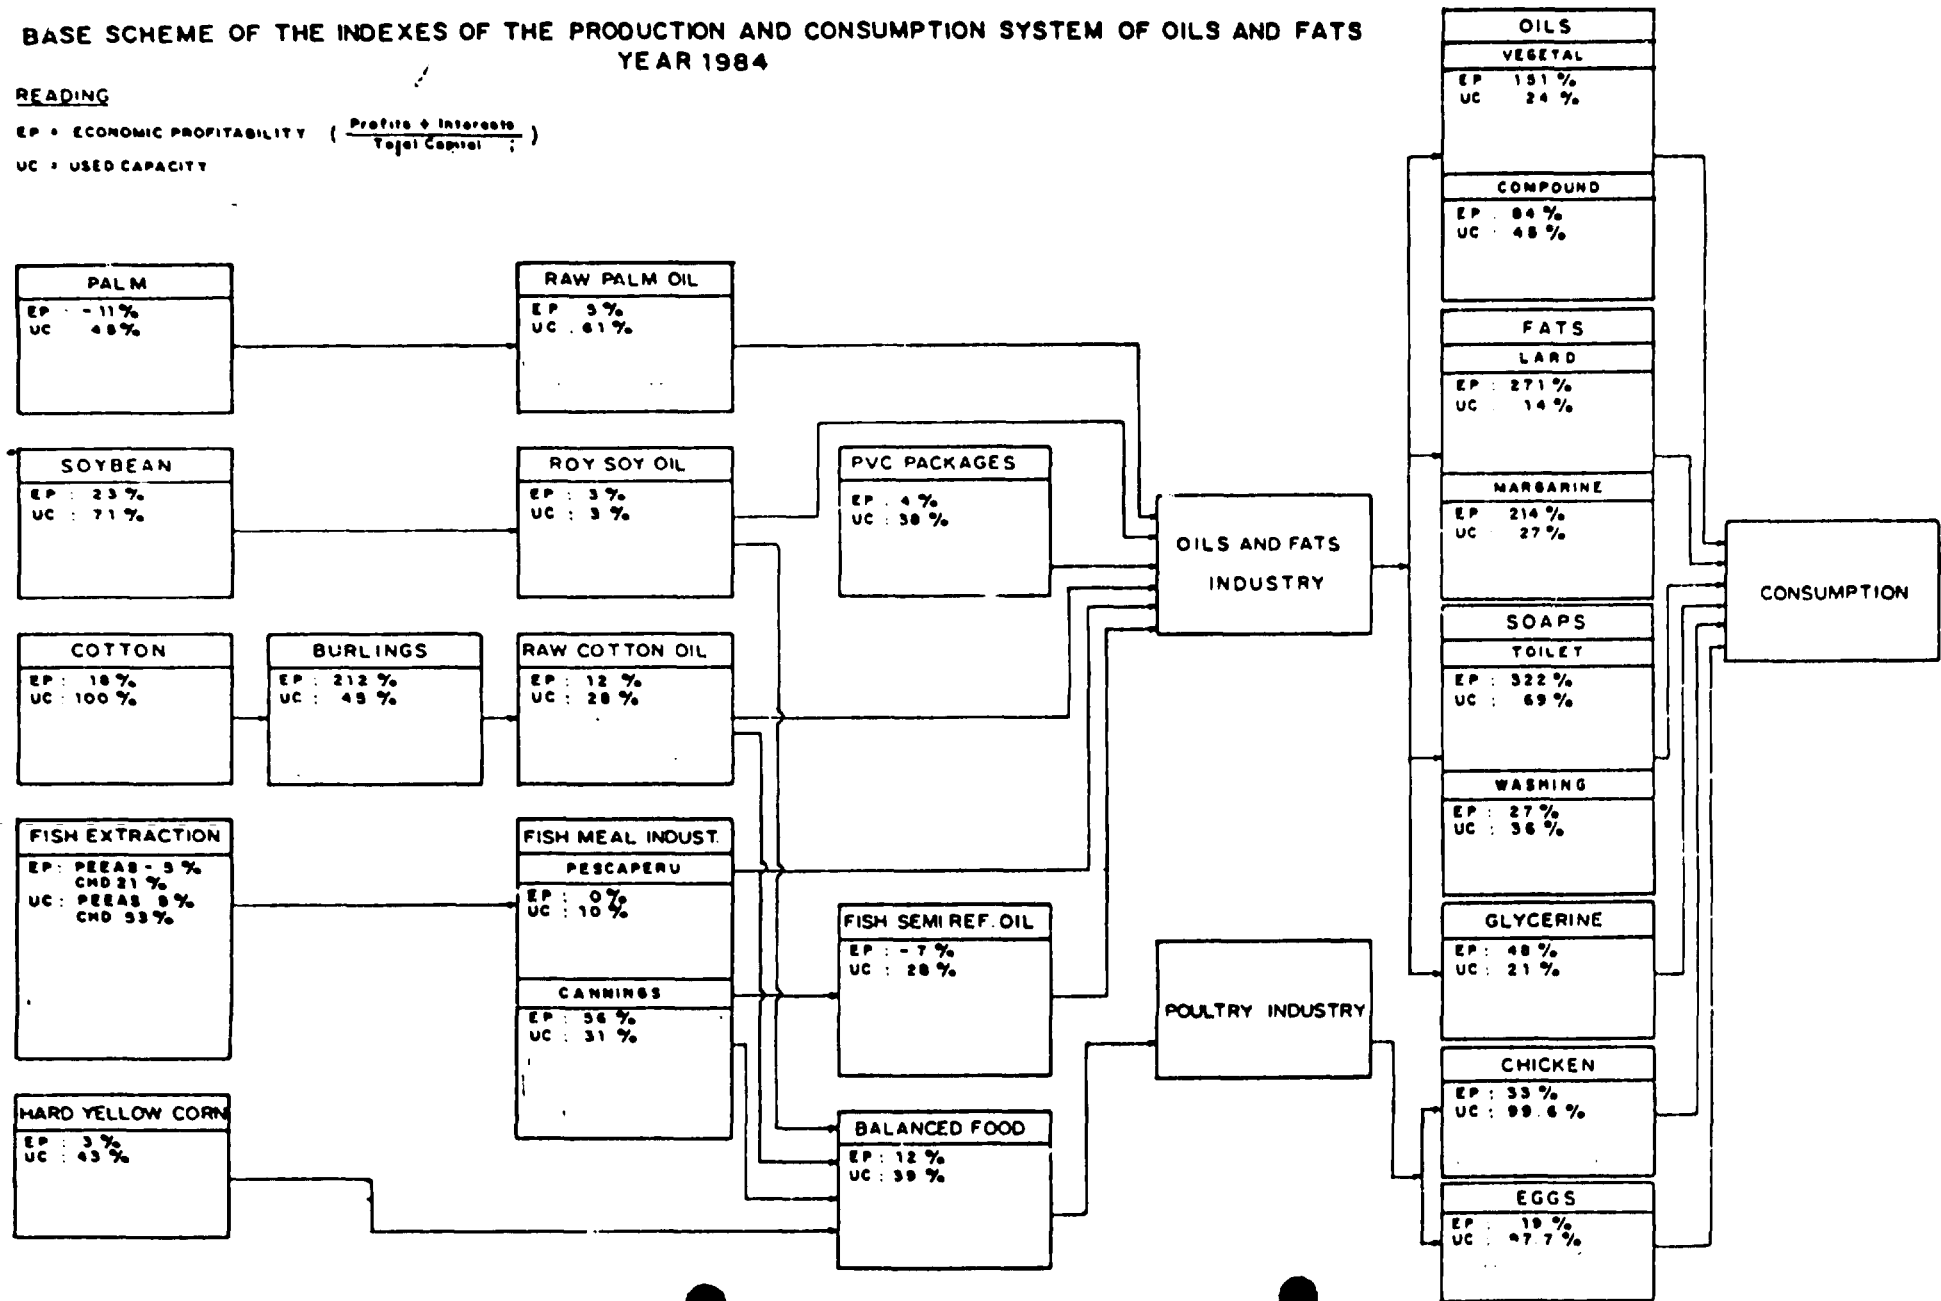 BASE SCHEME OF THE INDEXES OF THE PRODUCTION AND CONSUMPTION SYSTEM OF OILS AND FATS
YEAR 1984
READING
EP = ECONOMIC PROFITABILITY ( Profits + Interests
Total Capital )
UC = USED CAPACITY
PALM
EP : -11%
UC 48%
RAW PALM OIL
EP 5%
UC . 61%
SOYBEAN
EP : 23%
UC : 71%
ROY SOY OIL
EP : 3%
UC : 3%
PVC PACKAGES
EP : 4%
UC : 38%
COTTON
EP : 18%
UC : 100%
BURLINGS
EP : 212%
UC : 45%
RAW COTTON OIL
EP : 12%
UC : 28%
FISH EXTRACTION
EP : PEEAS - 5%
CHD 21%
UC : PEEAS 9%
CHD 53%
FISH MEAL INDUST.
PESCAPERU
EP : 0%
UC : 10%
CANNINGS
EP : 56%
UC : 31%
FISH SEMI REF. OIL
EP : - 7%
UC : 28%
HARD YELLOW CORN
EP : 3%
UC : 43%
BALANCED FOOD
EP : 12%
UC : 39%
OILS AND FATS
INDUSTRY
POULTRY INDUSTRY
OILS
VEGETAL
EP 151%
UC 24%
COMPOUND
EP : 84%
UC : 48%
FATS
LARD
EP : 271%
UC 14%
MARGARINE
EP 214%
UC 27%
SOAPS
TOILET
EP : 322%
UC : 69%
WASHING
EP : 27%
UC : 36%
GLYCERINE
EP : 48%
UC : 21%
CHICKEN
EP : 33%
UC : 99.6%
EGGS
EP : 19%
UC : 97.7%
CONSUMPTION